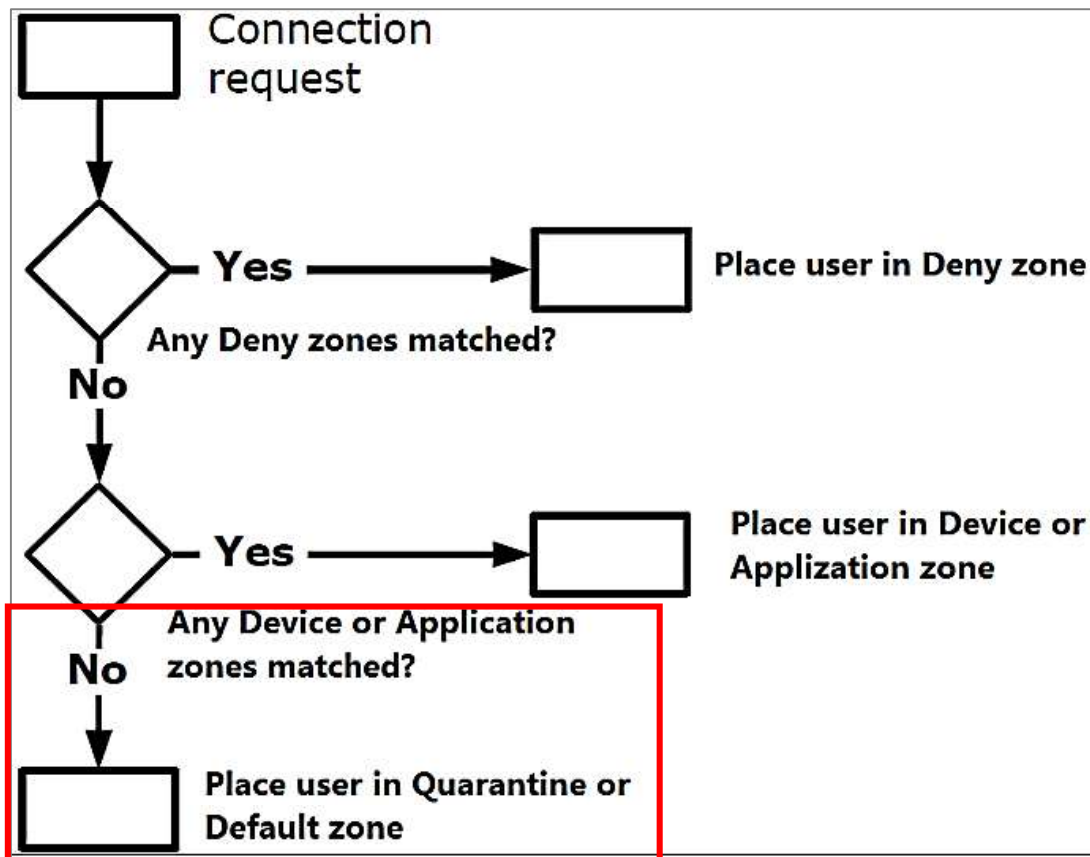 Connection
request
Yes
Place user in Deny zone
Any Deny zones matched?
No
Yes
Place user in Device or
Applization zone
Any Device or Application
zones matched?
No
Place user in Quarantine or
Default zone